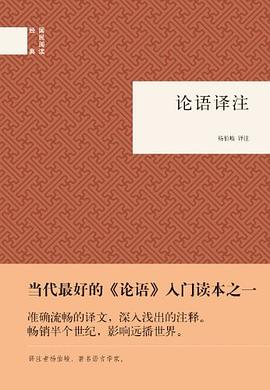 国民阅读
经典
论语译注
杨伯峻 译注
当代最好的《论语》入门读本之一
准确流畅的译文，深入浅出的注释。
畅销半个世纪，影响远播世界。
译注者杨伯峻，著名语言学家。